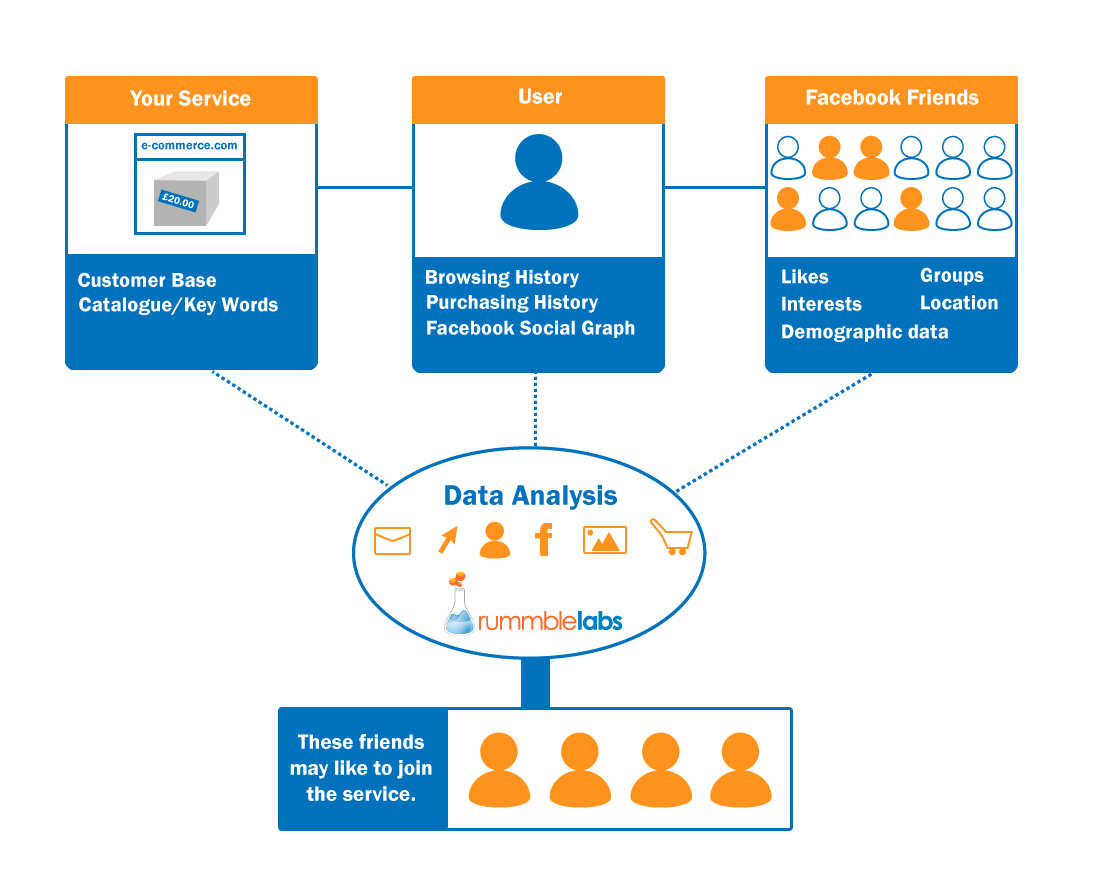 Your Service
User
Facebook Friends
e-commerce.com
£20.00
Customer Base
Catalogue/Key Words
Browsing History
Purchasing History
Facebook Social Graph
Likes
Groups
Interests
Location
Demographic data
Data Analysis
f
rummblelabs
These friends
may like to join
the service.